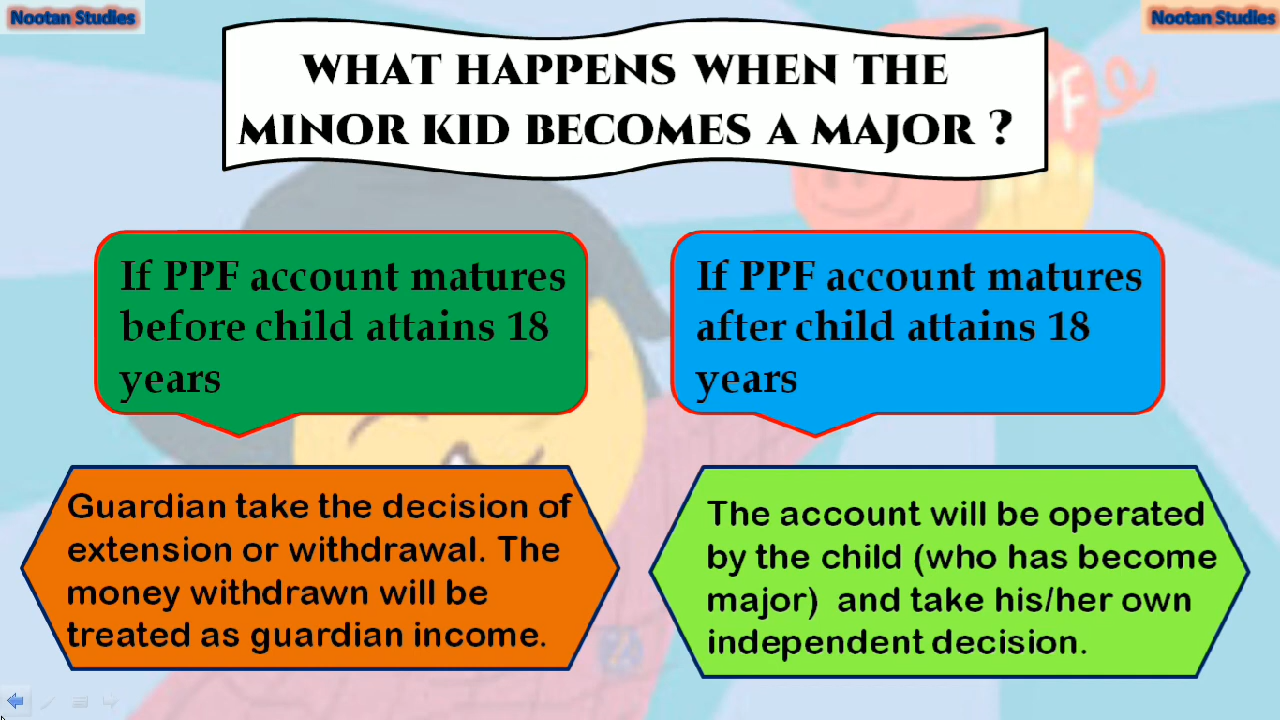 Nootan Studies
Nootan Studies
WHAT HAPPENS WHEN THE
MINOR KID BECOMES A MAJOR ?
If PPF account matures
before child attains 18
years
If PPF account matures
after child attains 18
years
Guardian take the decision of
extension or withdrawal. The
money withdrawn will be
treated as guardian income.
The account will be operated
by the child (who has become
major) and take his/her own
independent decision.